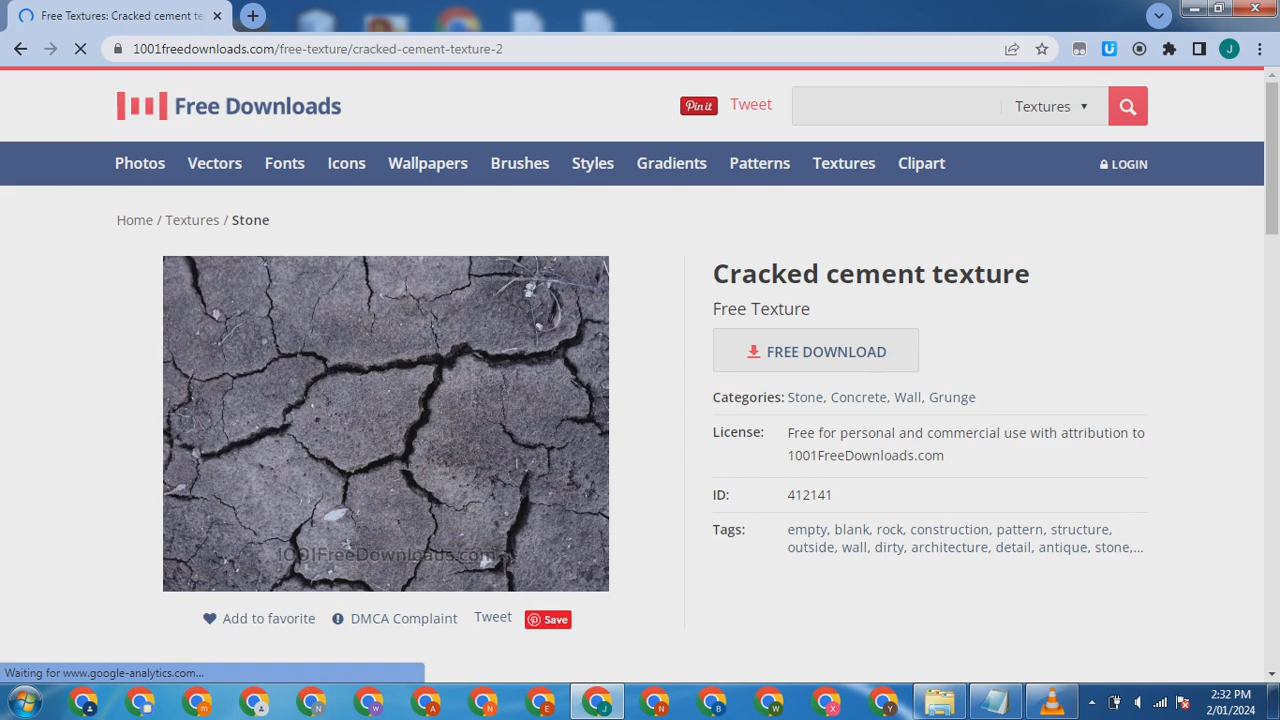 Free Textures: Cracked cement te
1001freedownloads.com/free-texture/cracked-cement-texture-2
J
Free Downloads
Pin it
Tweet
Textures
Photos Vectors Fonts Icons Wallpapers Brushes Styles Gradients Patterns Textures Clipart LOGIN
Home / Textures / Stone
Cracked cement texture
Free Texture
FREE DOWNLOAD
Categories: Stone, Concrete, Wall, Grunge
License: Free for personal and commercial use with attribution to
1001FreeDownloads.com
ID: 412141
Tags: empty, blank, rock, construction, pattern, structure,
outside, wall, dirty, architecture, detail, antique, stone,...
1001FreeDownloads.com
Add to favorite DMCA Complaint Tweet Save
Waiting for www.google-analytics.com...
2:32 PM
2/01/2024